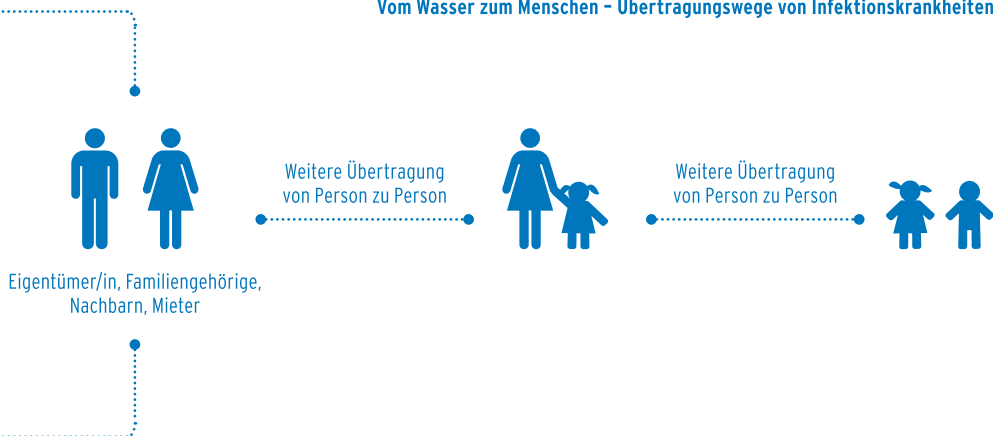 Vom Wasser zum Menschen – Übertragungswege von Infektionskrankheiten
Weitere Übertragung
von Person zu Person
Weitere Übertragung
von Person zu Person
Eigentümer/in, Familiengehörige,
Nachbarn, Mieter